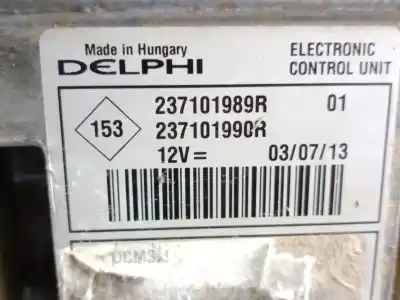 Made in Hungary
DELPHI
ELECTRONIC
CONTROL UNIT
153
237101989R 01
237101990R
12V= 03/07/13